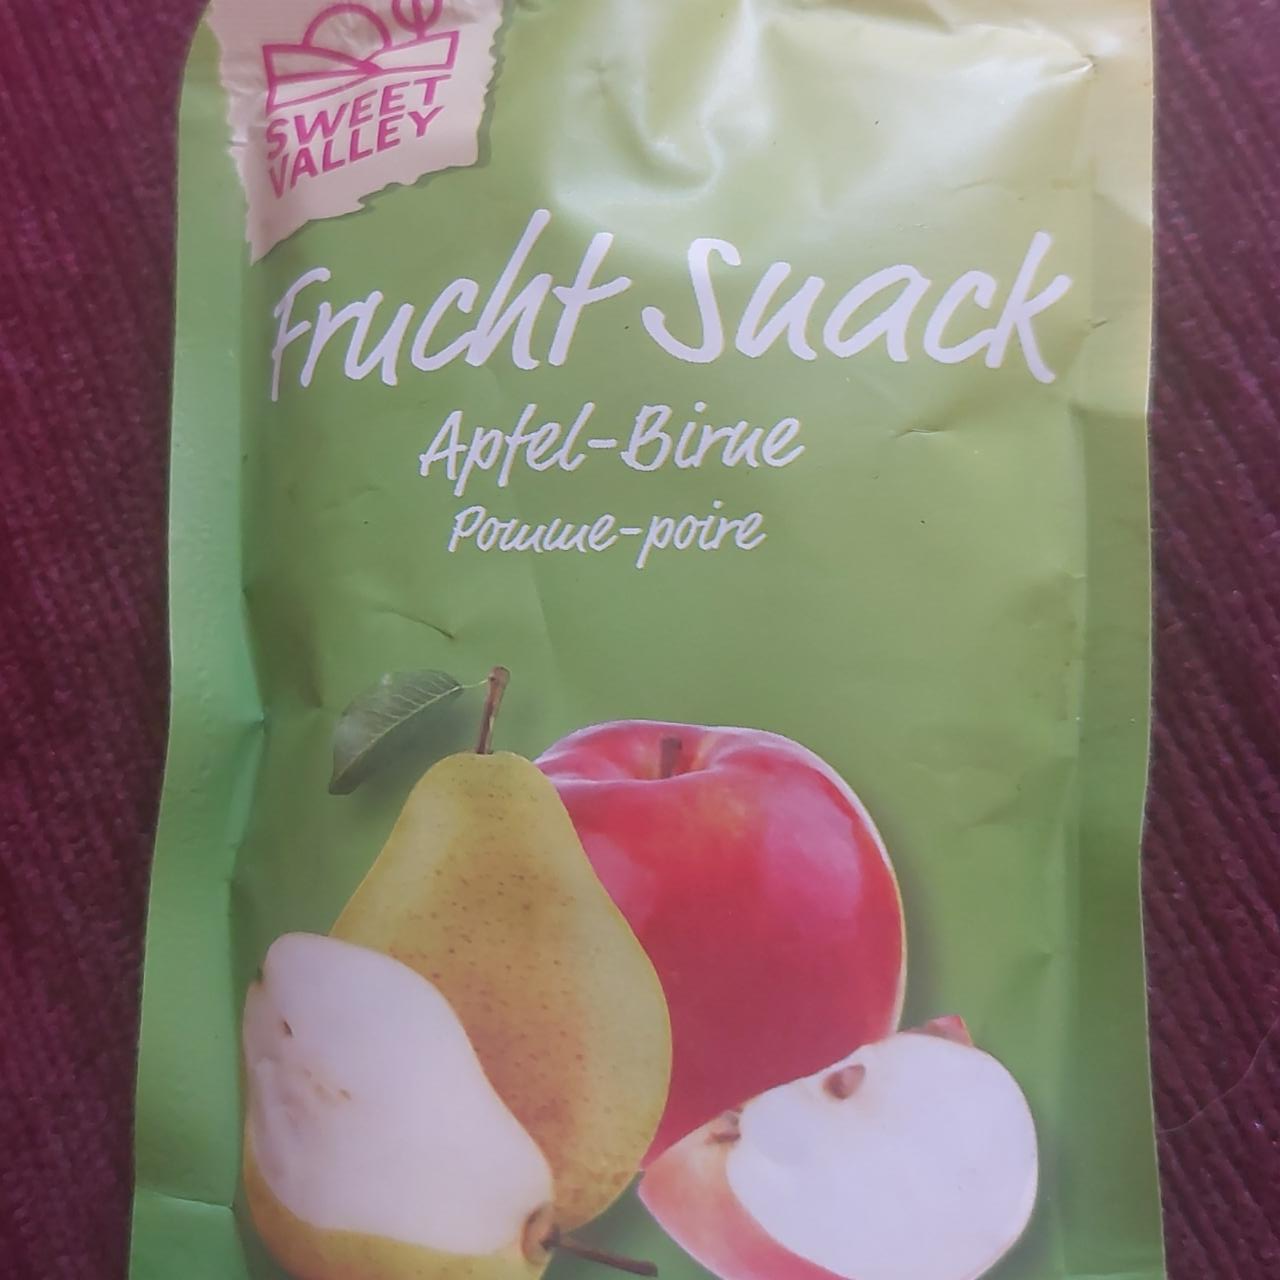 SWEET
VALLEY
Frucht Snack
Apfel-Birne
Pomme-poire